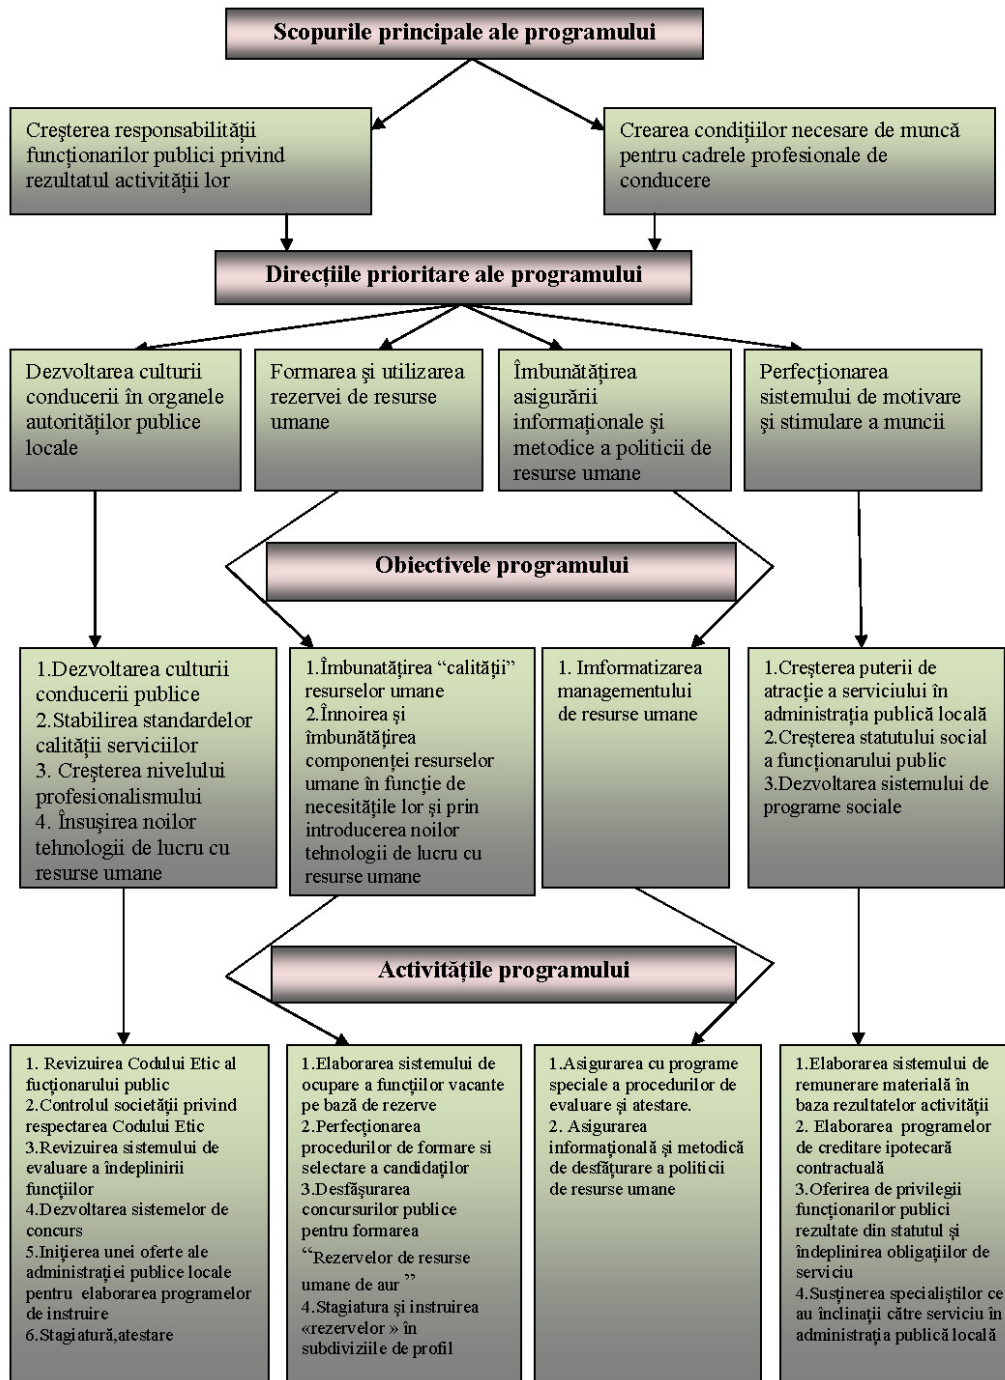 Scopurile principale ale programului
Creşterea responsabilităţii
funcţionarilor publici privind
rezultatul activităţii lor
Crearea condiţiilor necesare de muncă
pentru cadrele profesionale de
conducere
Direcţiile prioritare ale programului
Dezvoltarea culturii
conducerii în organele
autorităţilor publice
locale
Formarea şi utilizarea
rezervei de resurse
umane
Îmbunătăţirea
asigurării
informaţionale şi
metodice a politicii de
resurse umane
Perfecţionarea
sistemului de motivare
şi stimulare a muncii
Obiectivele programului
1.Dezvoltarea culturii
conducerii publice
2.Stabilirea standardelor
calităţii serviciilor
3. Creşterea nivelului
profesionalismului
4. Însuşirea noilor
tehnologii de lucru cu
resurse umane
1.Îmbunatăţirea “calităţii”
resurselor umane
2.Înnoirea şi
îmbunătăţirea
componenţei resurselor
umane în funcţie de
necesităţile lor şi prin
introducerea noilor
tehnologii de lucru cu
resurse umane
1. Imformatizarea
managementului
de resurse umane
1.Creşterea puterii de
atracţie a serviciului în
administraţia publică locală
2.Creşterea statutului social
a funcţionarului public
3.Dezvoltarea sistemului de
programe sociale
Activităţile programului
1. Revizuirea Codului Etic al
fucţionarului public
2.Controlul societăţii privind
respectarea Codului Etic
3.Revizuirea sistemului de
evaluare a îndeplinirii
funcţiilor
4.Dezvoltarea sistemelor de
concurs
5.Iniţierea unei oferte ale
administraţiei publice locale
pentru elaborarea programelor
de instruire
6.Stagiatură,atestare
1.Elaborarea sistemului de
ocupare a funcţiilor vacante
pe bază de rezerve
2.Perfecţionarea
procedurilor de formare si
selectare a candidaţilor
3.Desfăşurarea
concursurilor publice
pentru formarea
“Rezervelor de resurse
umane de aur ”
4.Stagiatura şi instruirea
«rezervelor » în
subdiviziile de profil
1.Asigurarea cu programe
speciale a procedurilor de
evaluare şi atestare.
2. Asigurarea
informaţională şi metodică
de desfăţurare a politicii
de resurse umane
1.Elaborarea sistemului de
remunerare materială în
baza rezultatelor activităţii
2. Elaborarea programelor
de creditare ipotecară
contractuală
3.Oferirea de privilegii
funcţionarilor publici
rezultate din statutul şi
îndeplinirea obligaţiilor de
serviciu
4.Susţinerea specialiştilor ce
au înclinaţii către serviciu în
administraţia publică locală